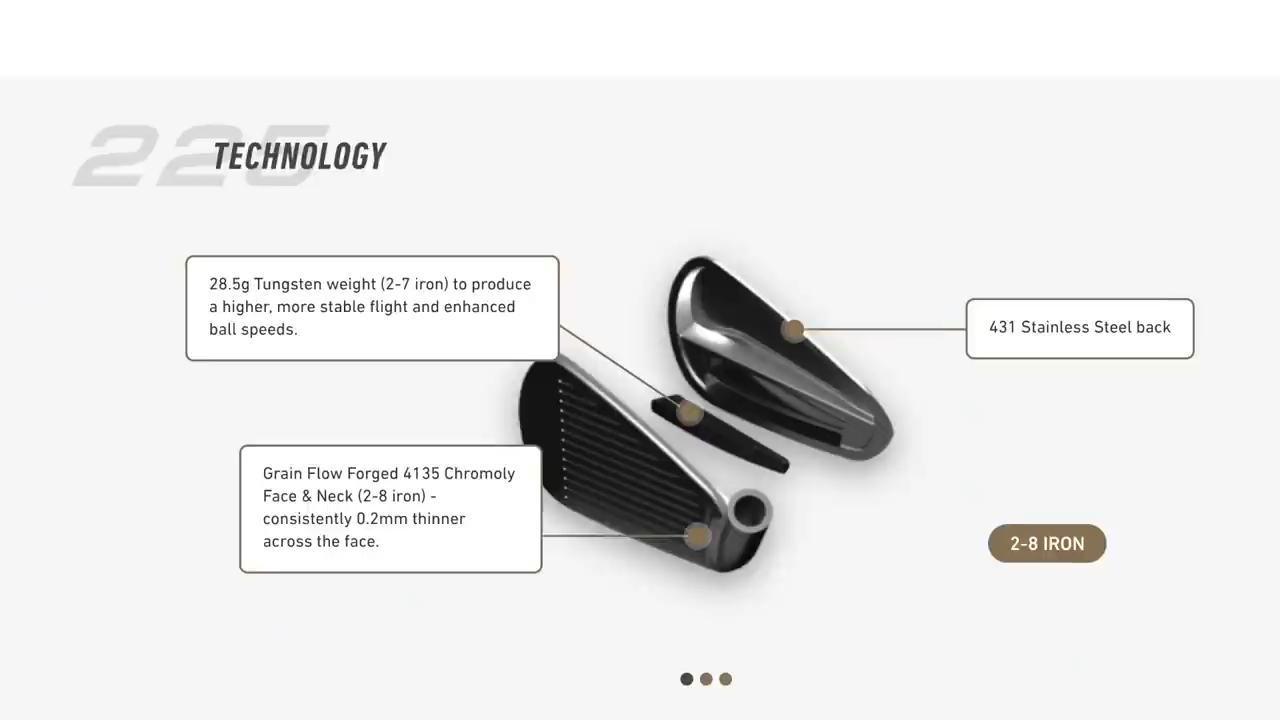 225
TECHNOLOGY
28.5g Tungsten weight (2-7 iron) to produce
a higher, more stable flight and enhanced
ball speeds.
431 Stainless Steel back
Grain Flow Forged 4135 Chromoly
Face & Neck (2-8 iron) -
consistently 0.2mm thinner
across the face.
2-8 IRON